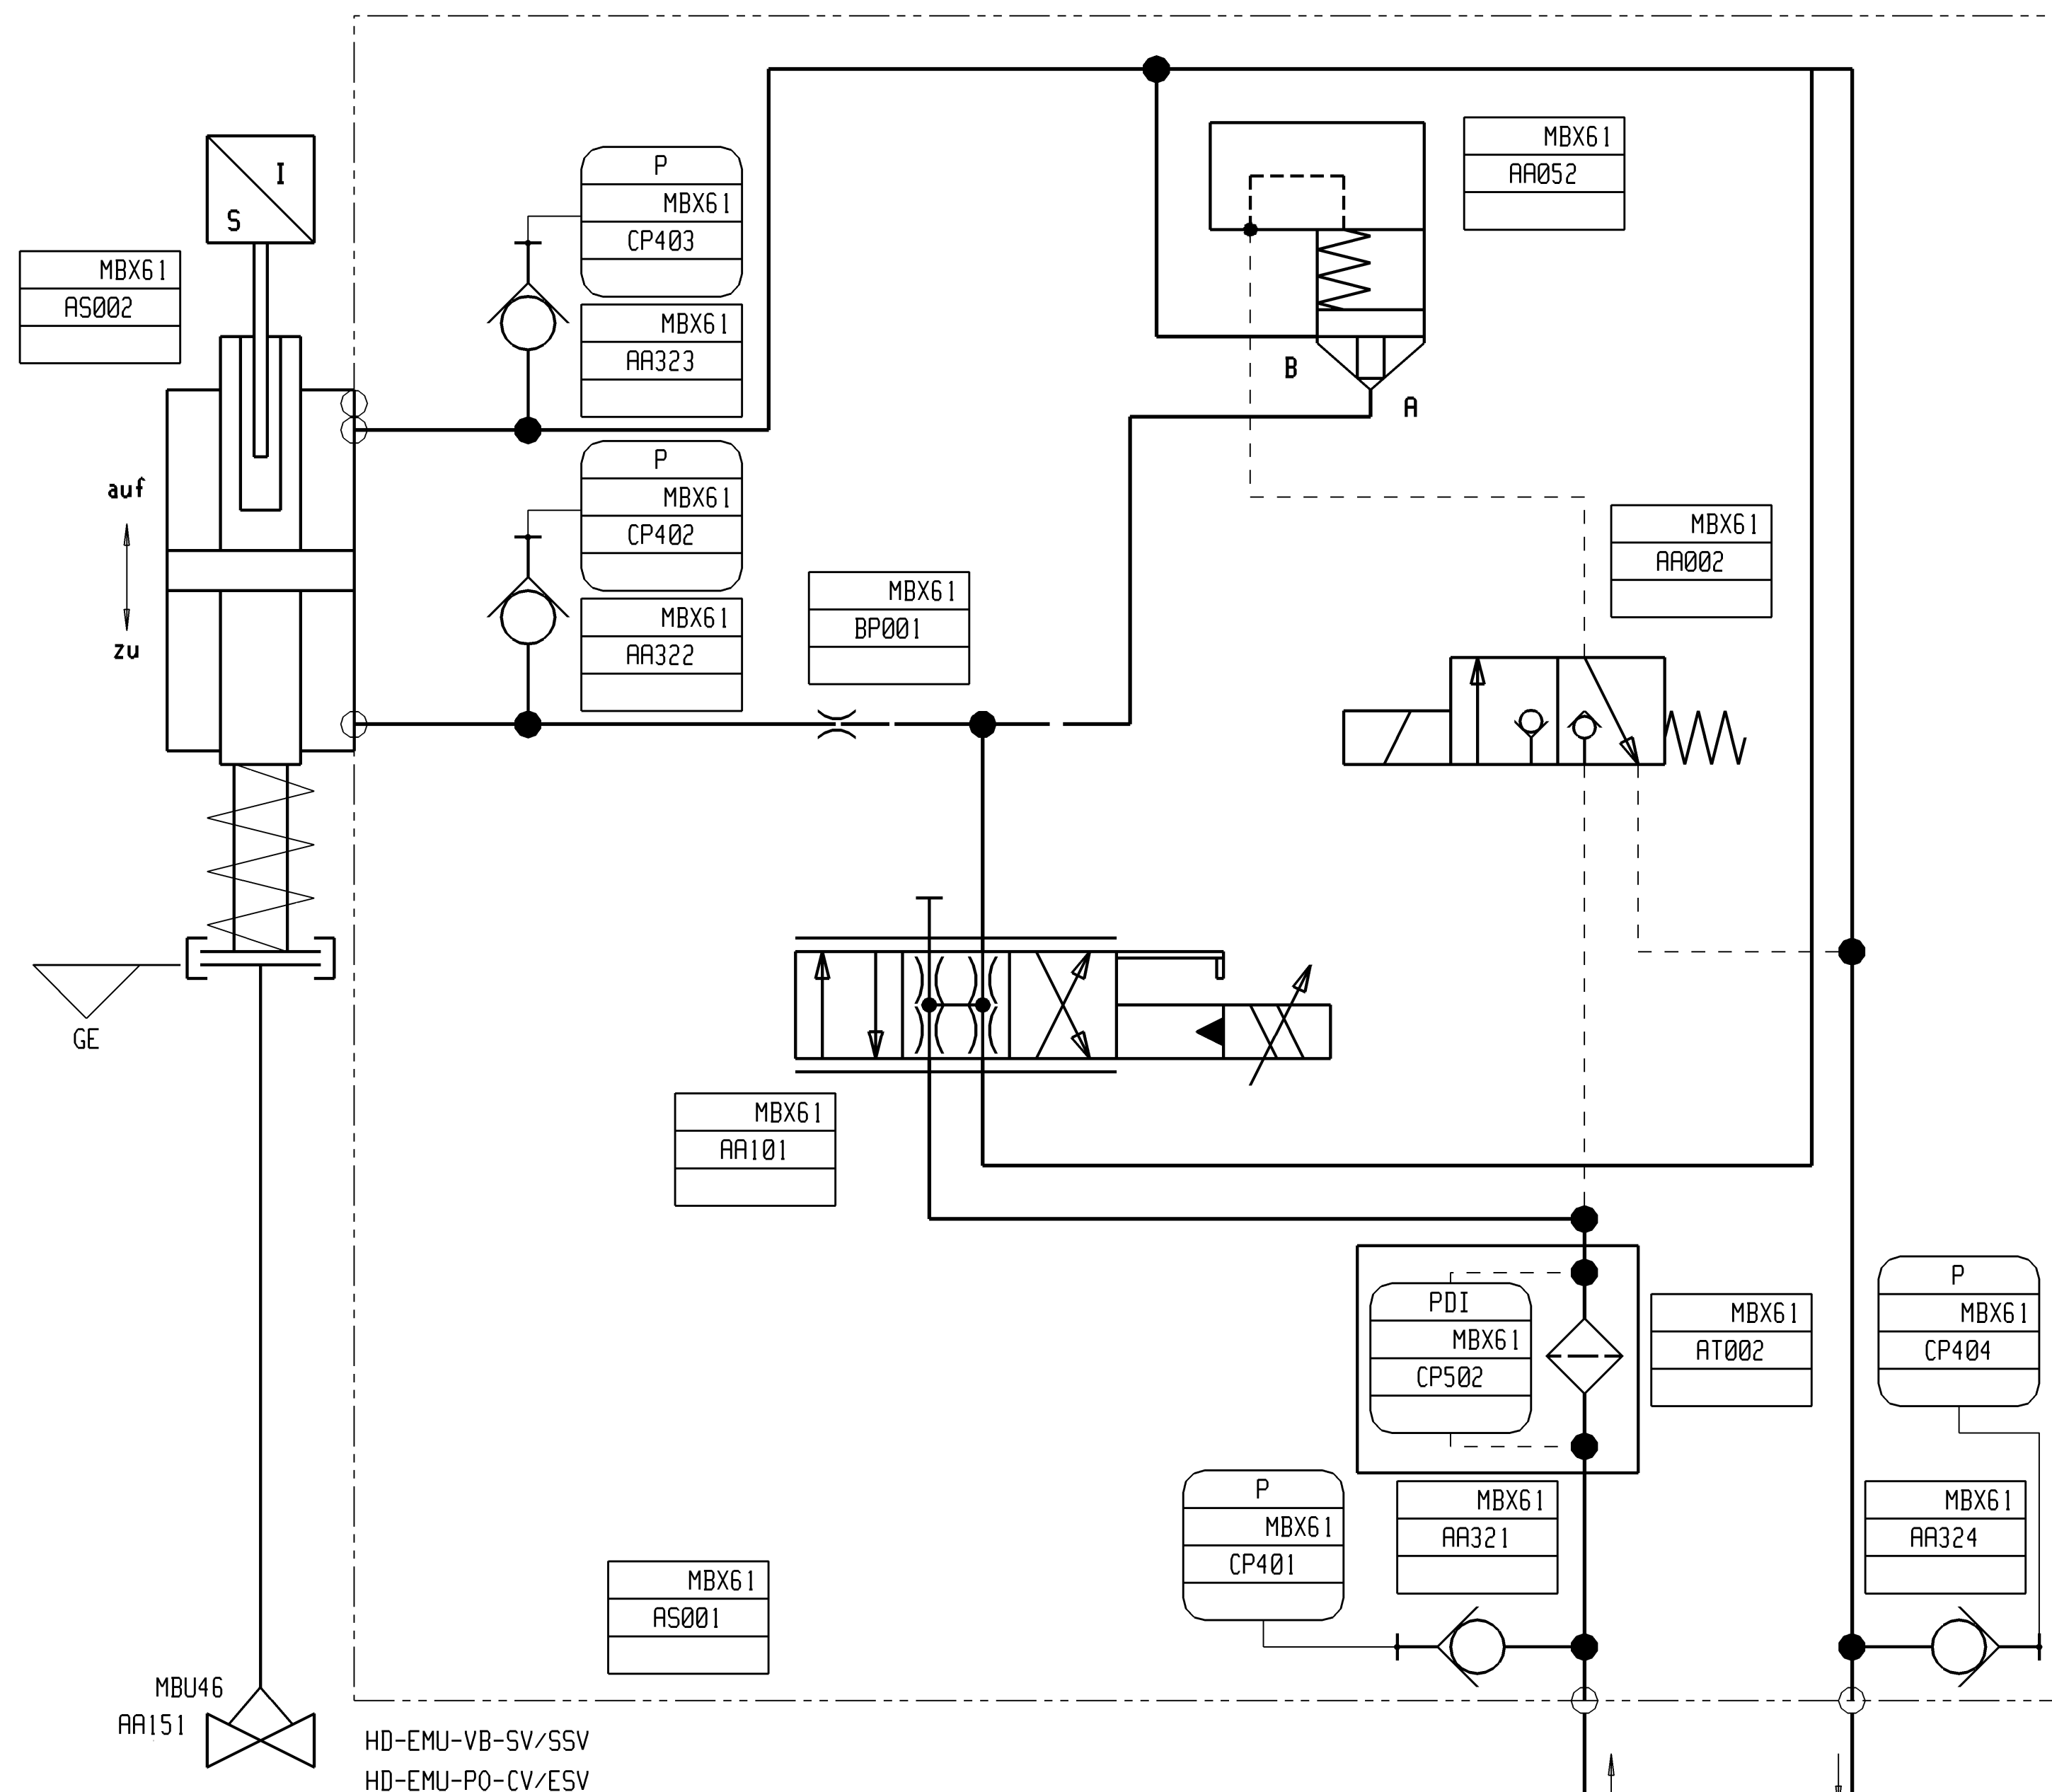 MBX61
AA052
I
S
P
MBX61
CP403
MBX61
AS002
MBX61
AA323
B
A
P
MBX61
CP402
auf
zu
MBX61
AA002
MBX61
BP001
MBX61
AA322
GE
MBX61
AA101
P
MBX61
CP404
PDI
MBX61
CP502
MBX61
AT002
P
MBX61
CP401
MBX61
AA321
MBX61
AA324
MBX61
AS001
MBU46
AA151
HD-EMU-VB-SV/SSV
HD-EMU-PO-CV/ESV